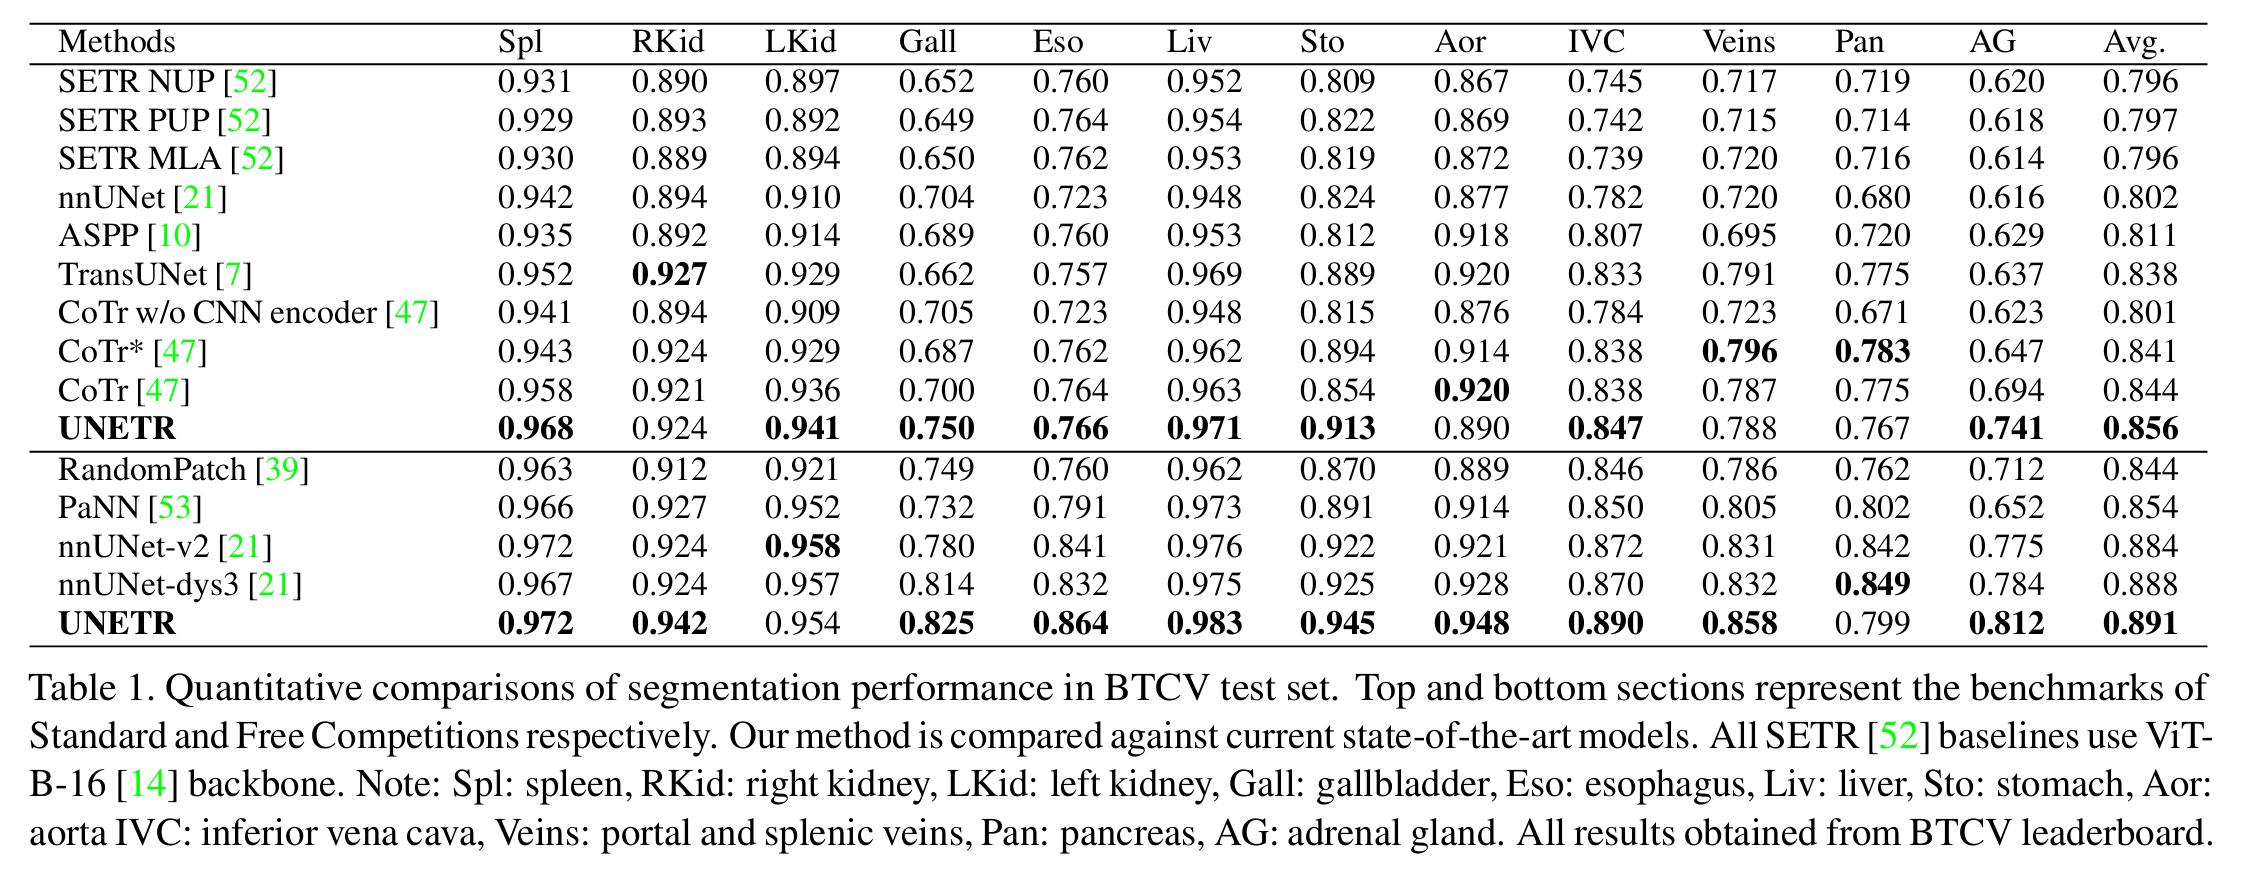 Methods Spl RKid LKid Gall Eso Liv Sto Aor IVC Veins Pan AG Avg.
SETR NUP [52] 0.931 0.890 0.897 0.652 0.760 0.952 0.809 0.867 0.745 0.717 0.719 0.620 0.796
SETR PUP [52] 0.929 0.893 0.892 0.649 0.764 0.954 0.822 0.869 0.742 0.715 0.714 0.618 0.797
SETR MLA [52] 0.930 0.889 0.894 0.650 0.762 0.953 0.819 0.872 0.739 0.720 0.716 0.614 0.796
nnUNet [21] 0.942 0.894 0.910 0.704 0.723 0.948 0.824 0.877 0.782 0.720 0.680 0.616 0.802
ASPP [10] 0.935 0.892 0.914 0.689 0.760 0.953 0.812 0.918 0.807 0.695 0.720 0.629 0.811
TransUNet [7] 0.952 0.927 0.929 0.662 0.757 0.969 0.889 0.920 0.833 0.791 0.775 0.637 0.838
CoTr w/o CNN encoder [47] 0.941 0.894 0.909 0.705 0.723 0.948 0.815 0.876 0.784 0.723 0.671 0.623 0.801
CoTr* [47] 0.943 0.924 0.929 0.687 0.762 0.962 0.894 0.914 0.838 0.796 0.783 0.647 0.841
CoTr [47] 0.958 0.921 0.936 0.700 0.764 0.963 0.854 0.920 0.838 0.787 0.775 0.694 0.844
UNETR 0.968 0.924 0.941 0.750 0.766 0.971 0.913 0.890 0.847 0.788 0.767 0.741 0.856
RandomPatch [39] 0.963 0.912 0.921 0.749 0.760 0.962 0.870 0.889 0.846 0.786 0.762 0.712 0.844
PaNN [53] 0.966 0.927 0.952 0.732 0.791 0.973 0.891 0.914 0.850 0.805 0.802 0.652 0.854
nnUNet-v2 [21] 0.972 0.924 0.958 0.780 0.841 0.976 0.922 0.921 0.872 0.831 0.842 0.775 0.884
nnUNet-dys3 [21] 0.967 0.924 0.957 0.814 0.832 0.975 0.925 0.928 0.870 0.832 0.849 0.784 0.888
UNETR 0.972 0.942 0.954 0.825 0.864 0.983 0.945 0.948 0.890 0.858 0.799 0.812 0.891
Table 1. Quantitative comparisons of segmentation performance in BTCV test set. Top and bottom sections represent the benchmarks of
Standard and Free Competitions respectively. Our method is compared against current state-of-the-art models. All SETR [52] baselines use ViT-
B-16 [14] backbone. Note: Spl: spleen, RKid: right kidney, LKid: left kidney, Gall: gallbladder, Eso: esophagus, Liv: liver, Sto: stomach, Aor:
aorta IVC: inferior vena cava, Veins: portal and splenic veins, Pan: pancreas, AG: adrenal gland. All results obtained from BTCV leaderboard.